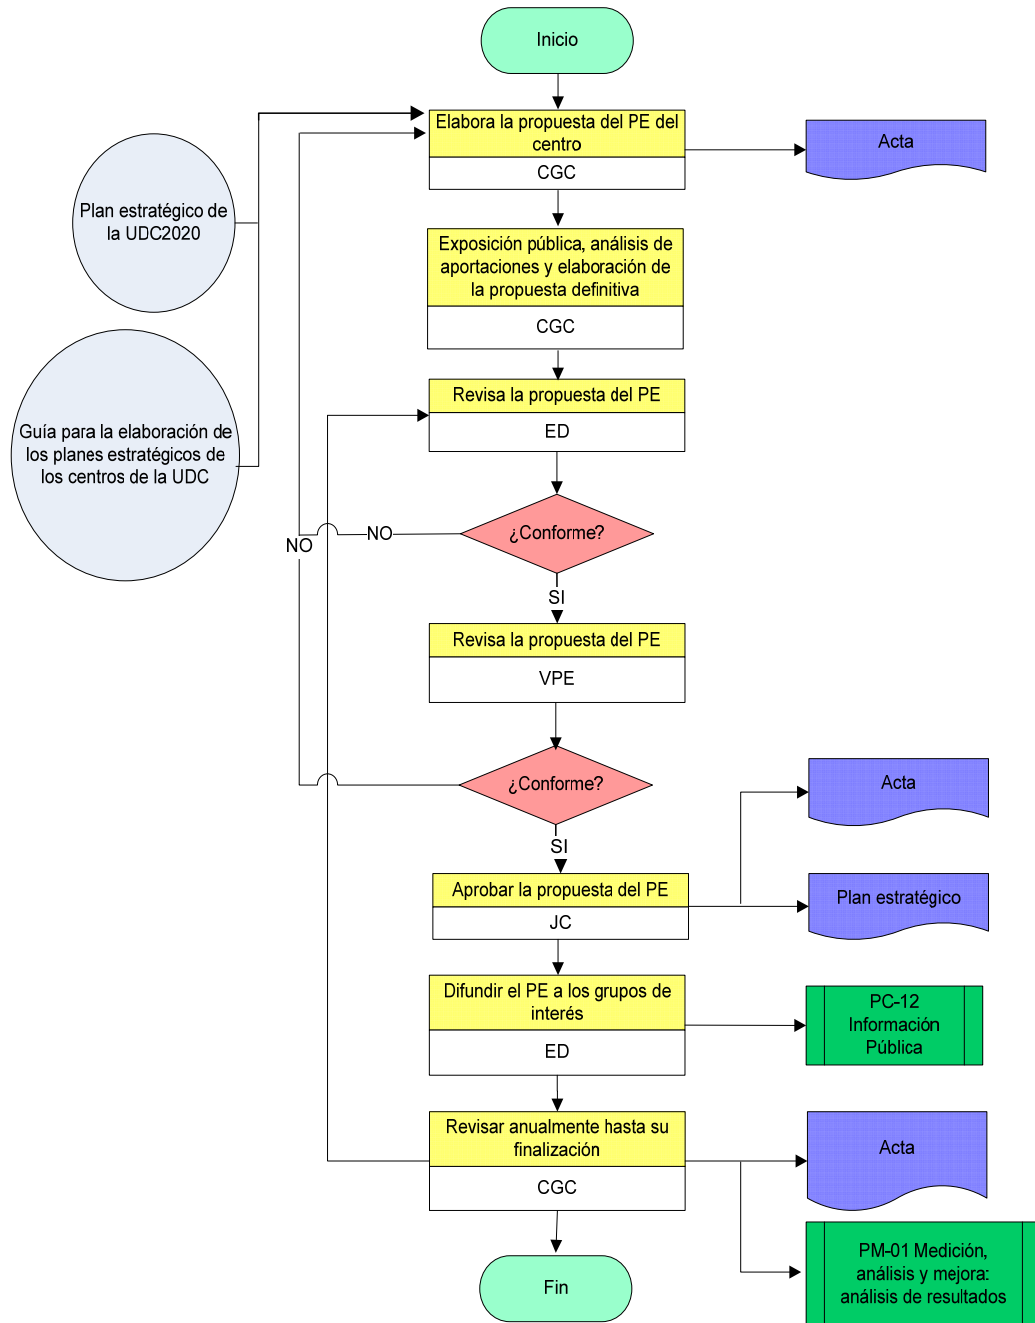 Inicio
Elabora la propuesta del PE del
centro
CGC
Acta
Plan estratégico de
la UDC2020
Exposición pública, análisis de
aportaciones y elaboración de
la propuesta definitiva
CGC
Revisa la propuesta del PE
ED
Guía para la elaboración de
los planes estratégicos de
los centros de la UDC
¿Conforme?
NO
NO
SI
Revisa la propuesta del PE
VPE
¿Conforme?
SI
Acta
Aprobar la propuesta del PE
JC
Plan estratégico
Difundir el PE a los grupos de
interés
ED
PC-12
Información
Pública
Revisar anualmente hasta su
finalización
CGC
Acta
PM-01 Medición,
análisis y mejora:
análisis de resultados
Fin